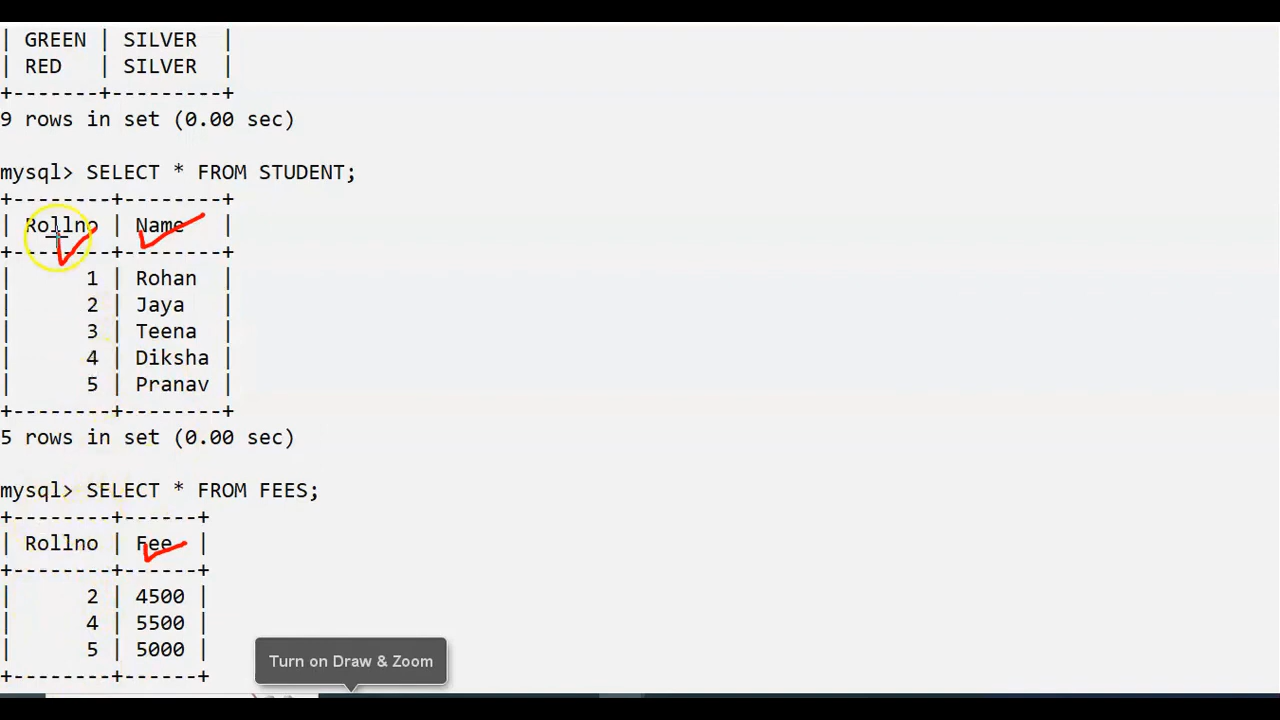 | GREEN | SILVER  |
| RED   | SILVER  |
+-------+---------+
9 rows in set (0.00 sec)
mysql> SELECT * FROM STUDENT;
+--------+--------+
| Rollno | Name   |
+--------+--------+
|      1 | Rohan  |
|      2 | Jaya   |
|      3 | Teena  |
|      4 | Diksha |
|      5 | Pranav |
+--------+--------+
5 rows in set (0.00 sec)
mysql> SELECT * FROM FEES;
+--------+------+
| Rollno | Fee  |
+--------+------+
|      2 | 4500 |
|      4 | 5500 |
|      5 | 5000 |
+--------+------+
Turn on Draw & Zoom